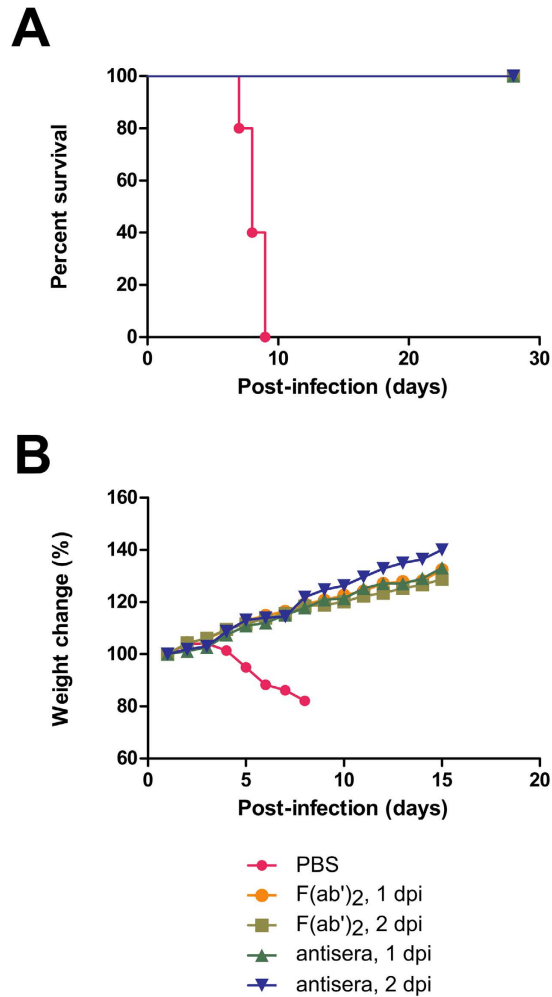 A
Percent survival
100
80
60
40
20
0
0 10 20 30
Post-infection (days)
B
Weight change (%)
160
140
120
100
80
60
0 5 10 15 20
Post-infection (days)
PBS
F(ab')2, 1 dpi
F(ab')2, 2 dpi
antisera, 1 dpi
antisera, 2 dpi